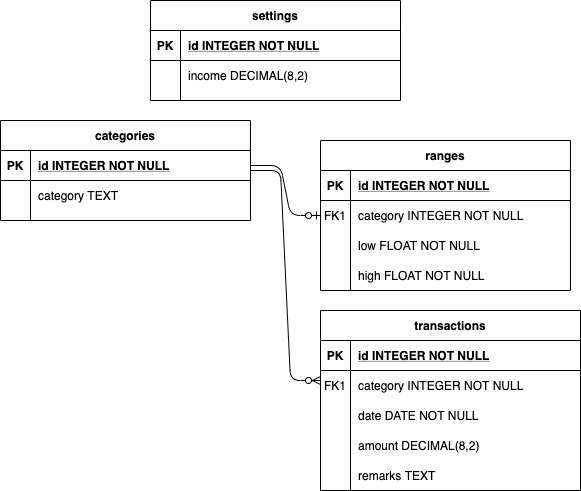 settings
PK id INTEGER NOT NULL
income DECIMAL(8,2)
categories
PK id INTEGER NOT NULL
category TEXT
ranges
PK id INTEGER NOT NULL
FK1 category INTEGER NOT NULL
low FLOAT NOT NULL
high FLOAT NOT NULL
transactions
PK id INTEGER NOT NULL
FK1 category INTEGER NOT NULL
date DATE NOT NULL
amount DECIMAL(8,2)
remarks TEXT